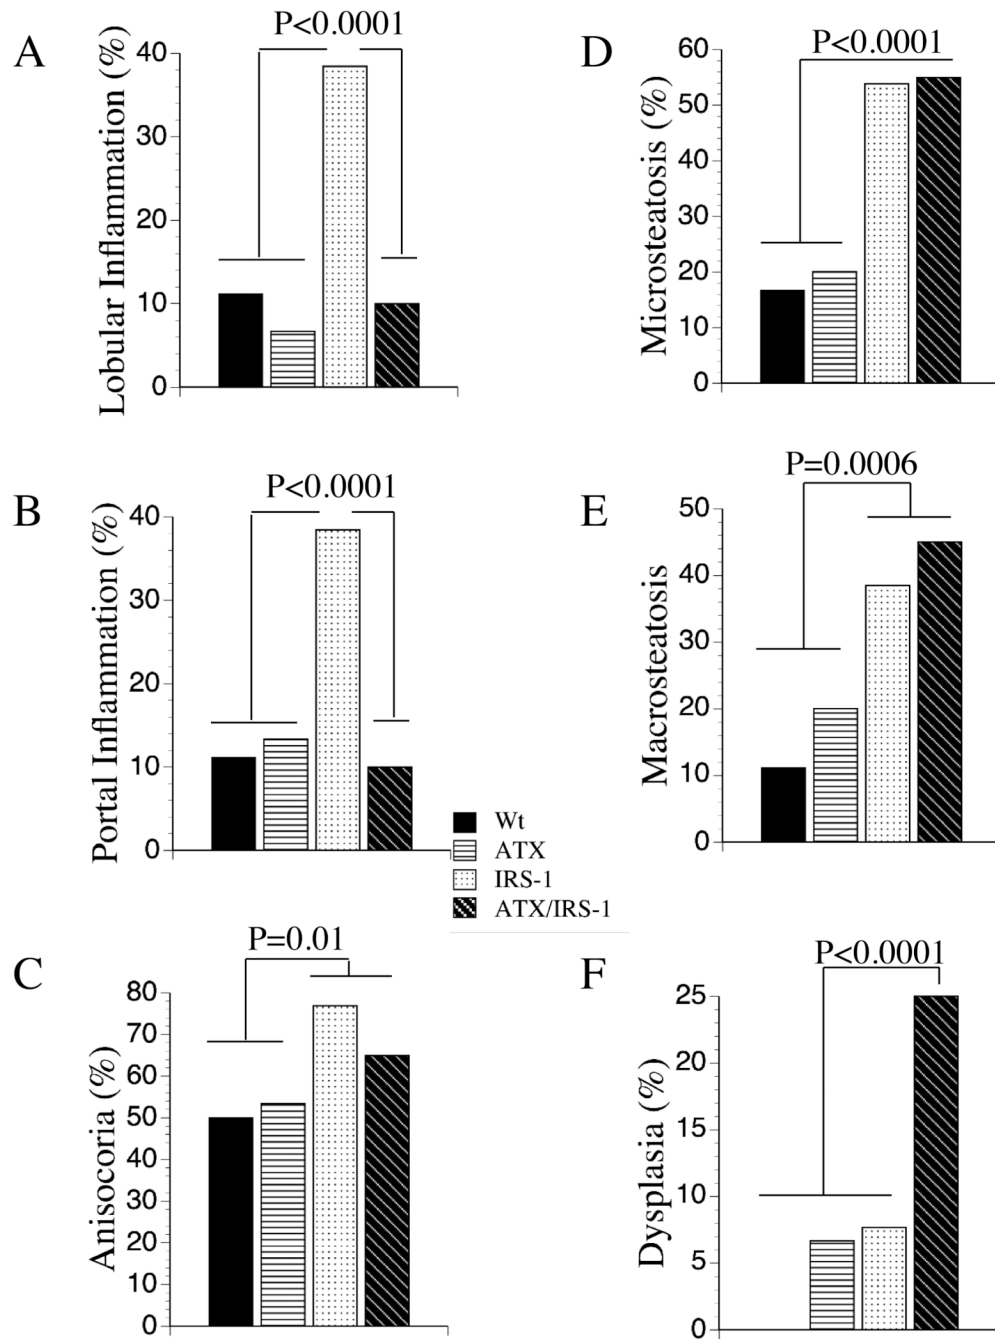 A
P<0.0001
Lobular Inflammation (%)
40
30
20
10
0
B
P<0.0001
Portal Inflammation (%)
40
30
20
10
0
Wt
ATX
IRS-1
ATX/IRS-1
C
P=0.01
Anisocoria (%)
80
70
60
50
40
30
20
10
0
D
P<0.0001
Microsteatosis (%)
60
50
40
30
20
10
0
E
P=0.0006
Macrosteatosis
50
40
30
20
10
0
F
P<0.0001
Dysplasia (%)
25
20
15
10
5
0